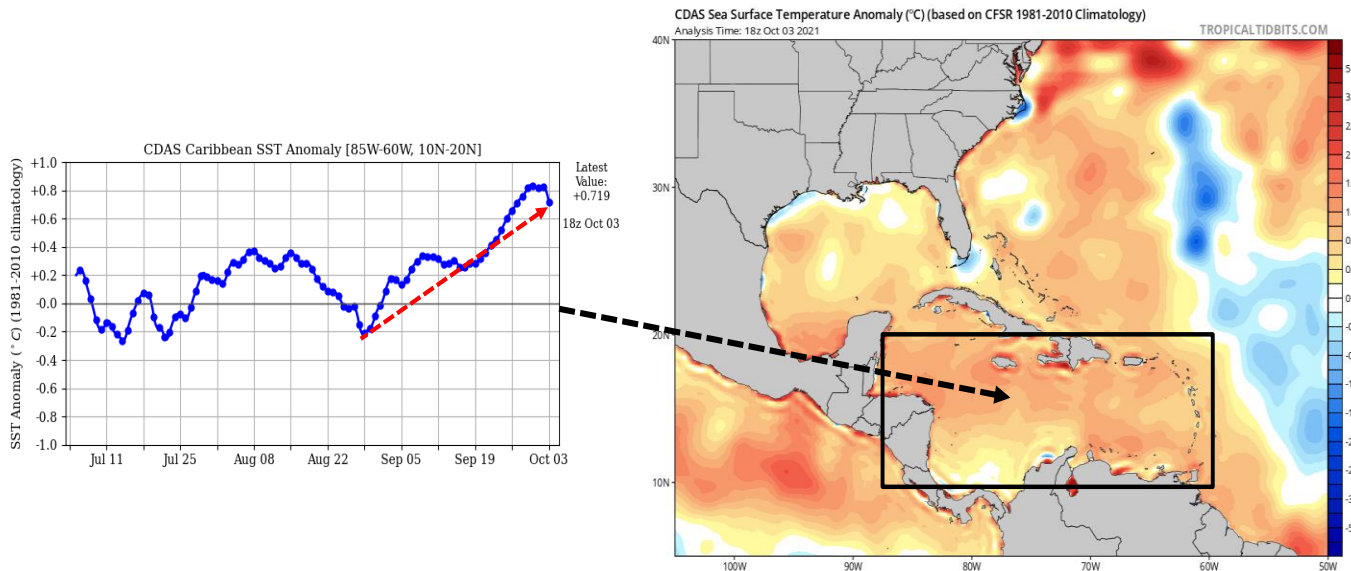 CDAS Caribbean SST Anomaly [85W-60W, 10N-20N]
SST Anomaly (°C) (1981-2010 climatology)
+1.0
+0.8
+0.6
+0.4
+0.2
-0.0
-0.2
-0.4
-0.6
-0.8
-1.0
Jul 11 Jul 25 Aug 08 Aug 22 Sep 05 Sep 19 Oct 03
Latest
Value:
+0.719
18z Oct 03
CDAS Sea Surface Temperature Anomaly (°C) (based on CFSR 1981-2010 Climatology)
Analysis Time: 18z Oct 03 2021
TROPICALTIDBITS.COM
40N
30N
10N
100W 90W 80W 70W 60W 50W